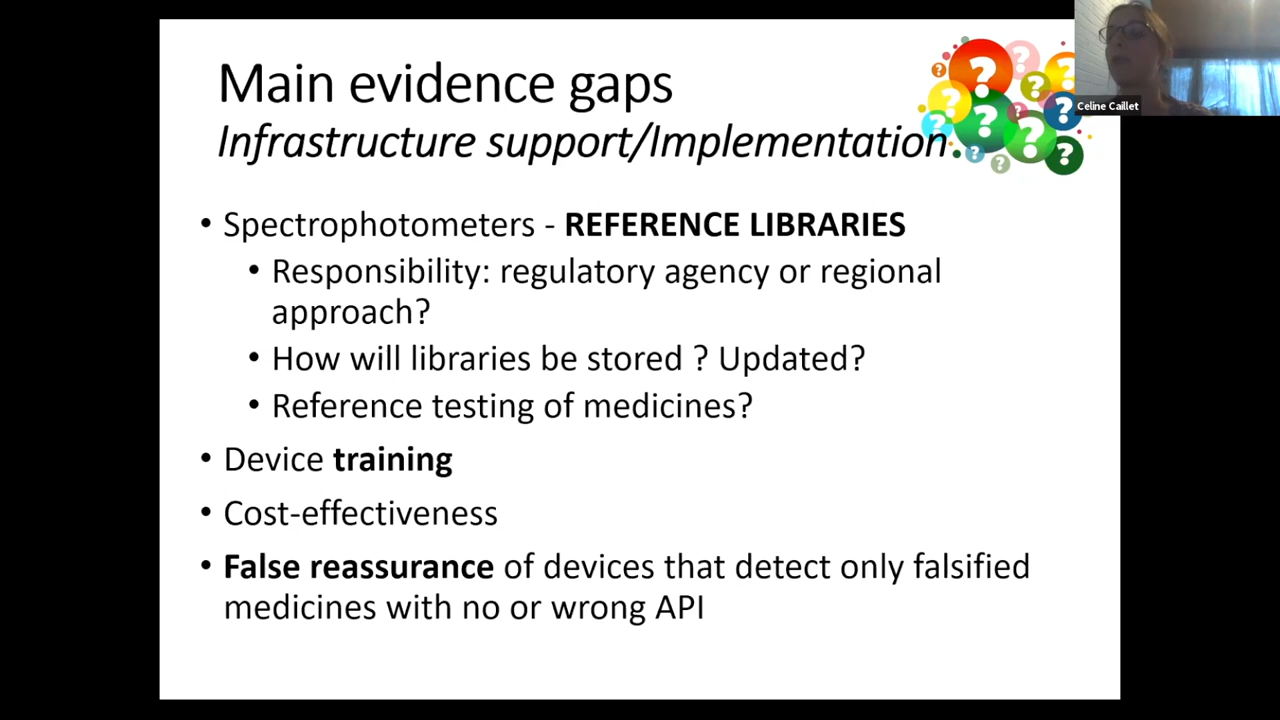 Main evidence gaps
Infrastructure support/Implementation
Celine Caillet
• Spectrophotometers - REFERENCE LIBRARIES
• Responsibility: regulatory agency or regional
approach?
• How will libraries be stored ? Updated?
• Reference testing of medicines?
• Device training
• Cost-effectiveness
• False reassurance of devices that detect only falsified
medicines with no or wrong API